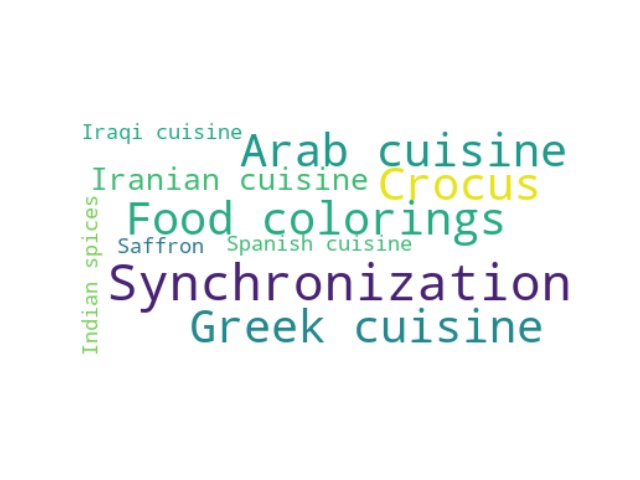 Iraqi cuisine
Arab cuisine
Iranian cuisine
Crocus
Indian spices
Food colorings
Saffron
Spanish cuisine
Synchronization
Greek cuisine